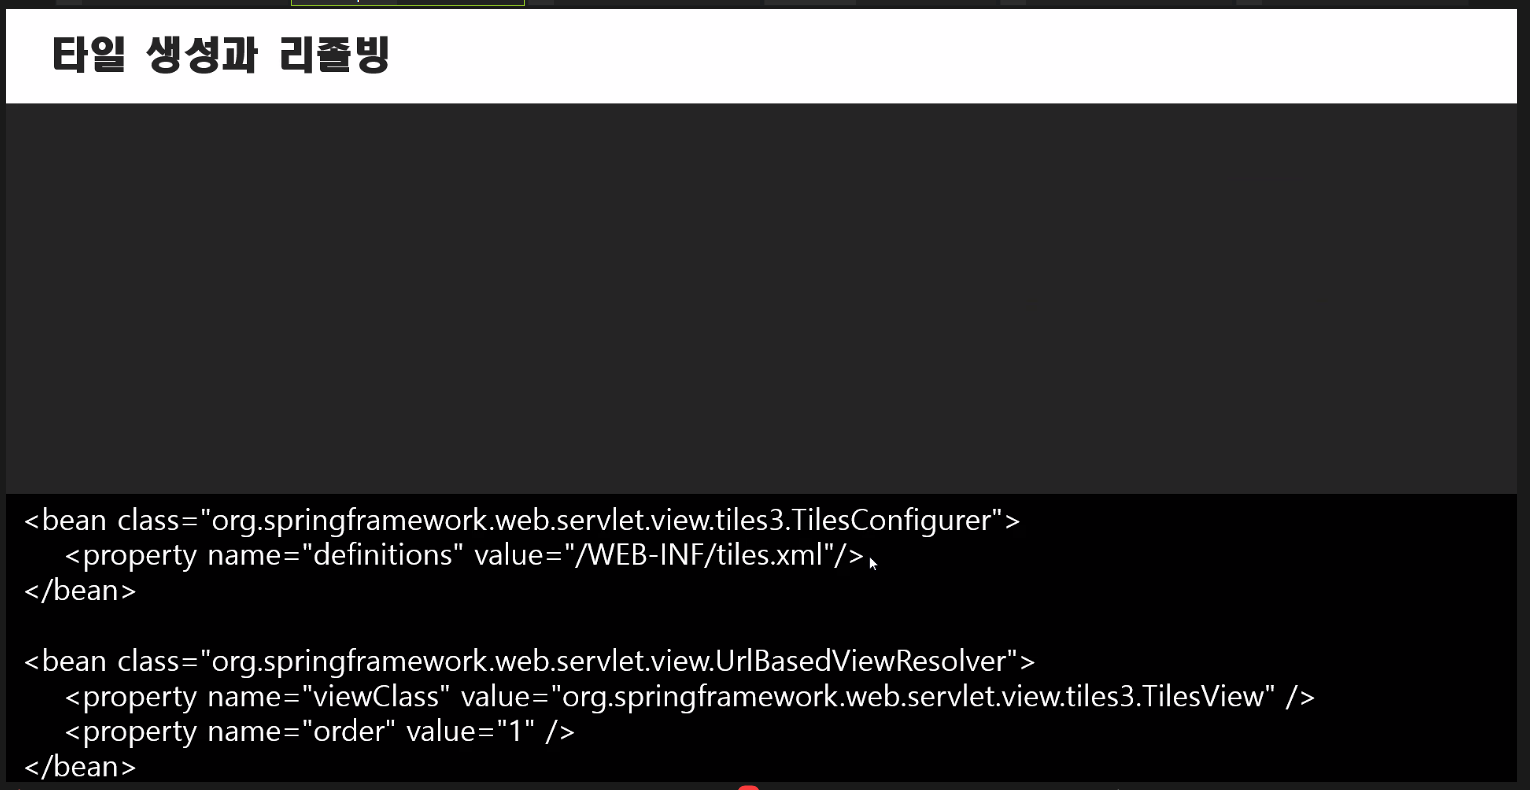 타일 생성과 리졸빙
<bean class="org.springframework.web.servlet.view.tiles3.TilesConfigurer">
<property name="definitions" value="/WEB-INF/tiles.xml"/>
</bean>
<bean class="org.springframework.web.servlet.view.UrlBasedViewResolver">
<property name="viewClass" value="org.springframework.web.servlet.view.tiles3.TilesView" />
<property name="order" value="1" />
</bean>